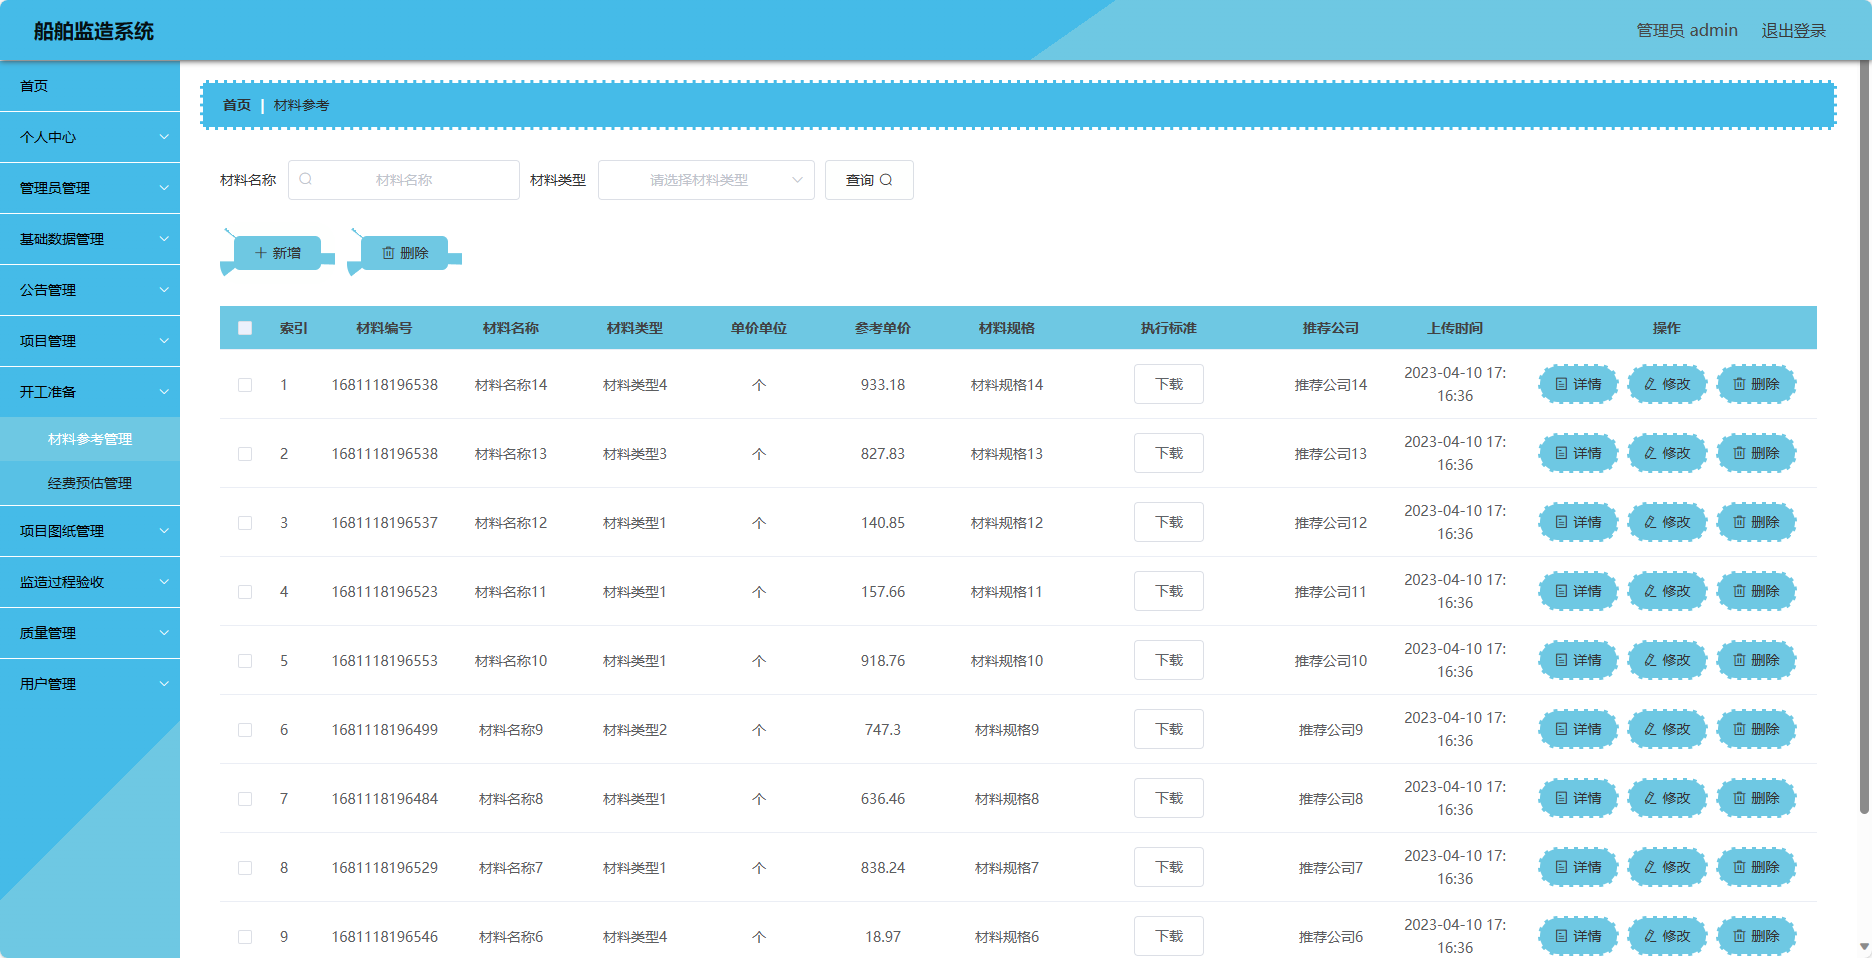 船舶监造系统
管理员 admin 退出登录
首页
个人中心
管理员管理
基础数据管理
公告管理
项目管理
开工准备
材料参考管理
经费预估管理
项目图纸管理
监造过程验收
质量管理
用户管理
首页 | 材料参考
材料名称 材料名称 材料类型 请选择材料类型 查询
新增 删除
索引 材料编号 材料名称 材料类型 单价单位 参考单价 材料规格 执行标准 推荐公司 上传时间 操作
1 1681118196538 材料名称14 材料类型4 个 933.18 材料规格14 下载 推荐公司14 2023-04-10 17:
16:36 详情 修改 删除
2 1681118196538 材料名称13 材料类型3 个 827.83 材料规格13 下载 推荐公司13 2023-04-10 17:
16:36 详情 修改 删除
3 1681118196537 材料名称12 材料类型1 个 140.85 材料规格12 下载 推荐公司12 2023-04-10 17:
16:36 详情 修改 删除
4 1681118196523 材料名称11 材料类型1 个 157.66 材料规格11 下载 推荐公司11 2023-04-10 17:
16:36 详情 修改 删除
5 1681118196553 材料名称10 材料类型1 个 918.76 材料规格10 下载 推荐公司10 2023-04-10 17:
16:36 详情 修改 删除
6 1681118196499 材料名称9 材料类型2 个 747.3 材料规格9 下载 推荐公司9 2023-04-10 17:
16:36 详情 修改 删除
7 1681118196484 材料名称8 材料类型1 个 636.46 材料规格8 下载 推荐公司8 2023-04-10 17:
16:36 详情 修改 删除
8 1681118196529 材料名称7 材料类型1 个 838.24 材料规格7 下载 推荐公司7 2023-04-10 17:
16:36 详情 修改 删除
9 1681118196546 材料名称6 材料类型4 个 18.97 材料规格6 下载 推荐公司6 2023-04-10 17:
16:36 详情 修改 删除